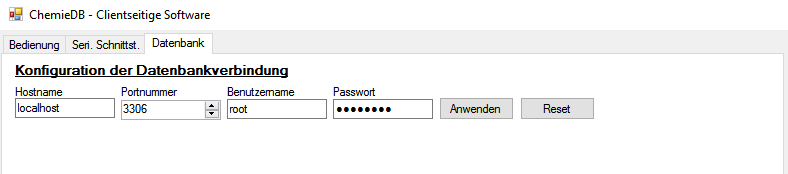 ChemieDB - Clientseitige Software
Bedienung Seri. Schnittst. Datenbank
Konfiguration der Datenbankverbindung
Hostname Portnummer Benutzername Passwort
localhost 3306 root ●●●●●●●● Anwenden Reset